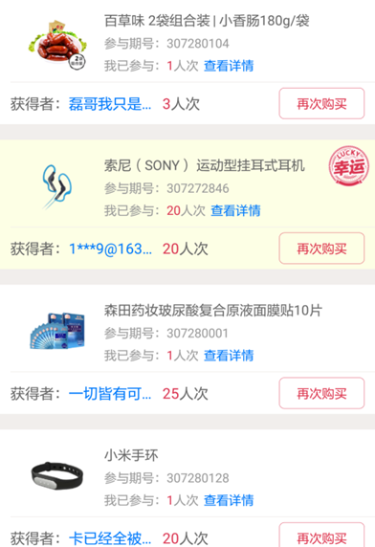 百草味 2袋组合装 | 小香肠180g/袋
参与期号：307280104
我已参与：1人次 查看详情
获得者：磊哥我只是... 3人次 再次购买
索尼（SONY）运动型挂耳式耳机
LUCKY
幸运
参与期号：307272846
我已参与：20人次 查看详情
获得者：1***9@163... 20人次 再次购买
森田药妆玻尿酸复合原液面膜贴10片
参与期号：307280001
我已参与：1人次 查看详情
获得者：一切皆有可... 25人次 再次购买
小米手环
参与期号：307280128
我已参与：1人次 查看详情
获得者：卡已经全被... 20人次 再次购买